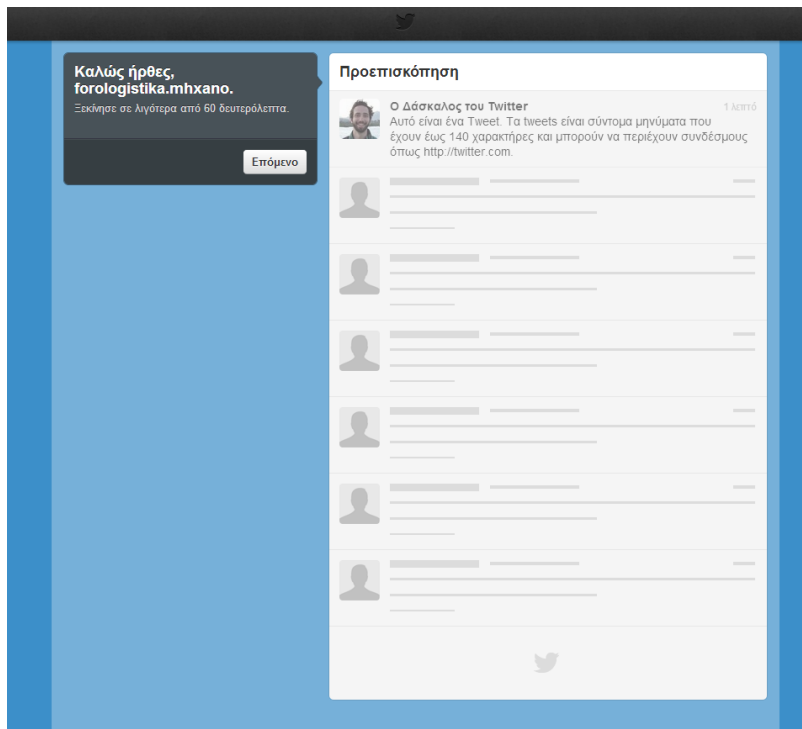 Καλώς ήρθες,
forologistika.mhxano.
Ξεκίνησε σε λιγότερα από 60 δευτερόλεπτα.
Επόμενο
Προεπισκόπηση
Ο Δάσκαλος του Twitter 1 λεπτό
Αυτό είναι ένα Tweet. Τα tweets είναι σύντομα μηνύματα που
έχουν έως 140 χαρακτήρες και μπορούν να περιέχουν συνδέσμους
όπως http://twitter.com.